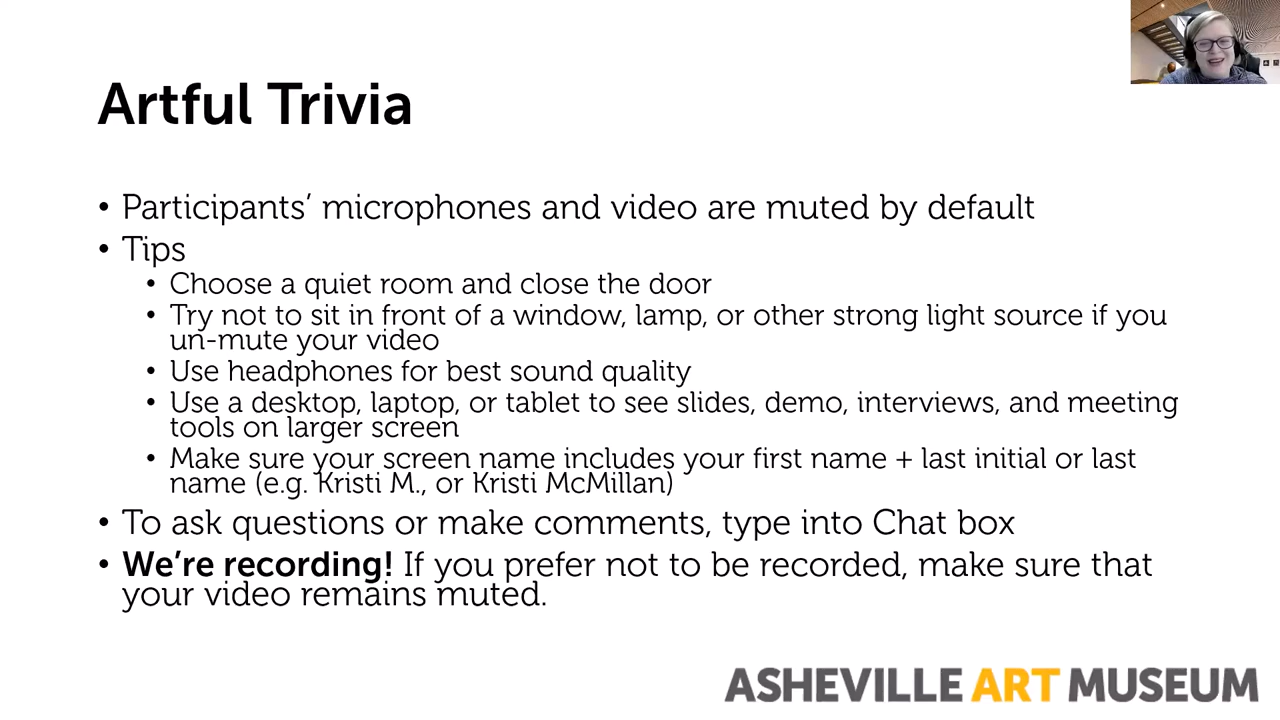 Artful Trivia
• Participants’ microphones and video are muted by default
• Tips
• Choose a quiet room and close the door
• Try not to sit in front of a window, lamp, or other strong light source if you
un-mute your video
• Use headphones for best sound quality
• Use a desktop, laptop, or tablet to see slides, demo, interviews, and meeting
tools on larger screen
• Make sure your screen name includes your first name + last initial or last
name (e.g. Kristi M., or Kristi McMillan)
• To ask questions or make comments, type into Chat box
• We’re recording! If you prefer not to be recorded, make sure that
your video remains muted.
ASHEVILLE ART MUSEUM